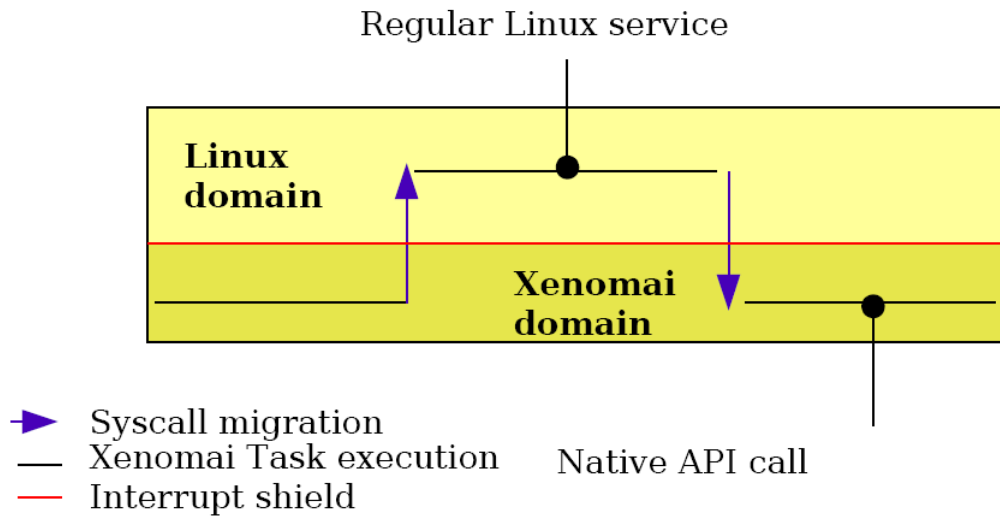 Regular Linux service
Linux
domain
Xenomai
domain
Syscall migration
Xenomai Task execution
Native API call
Interrupt shield